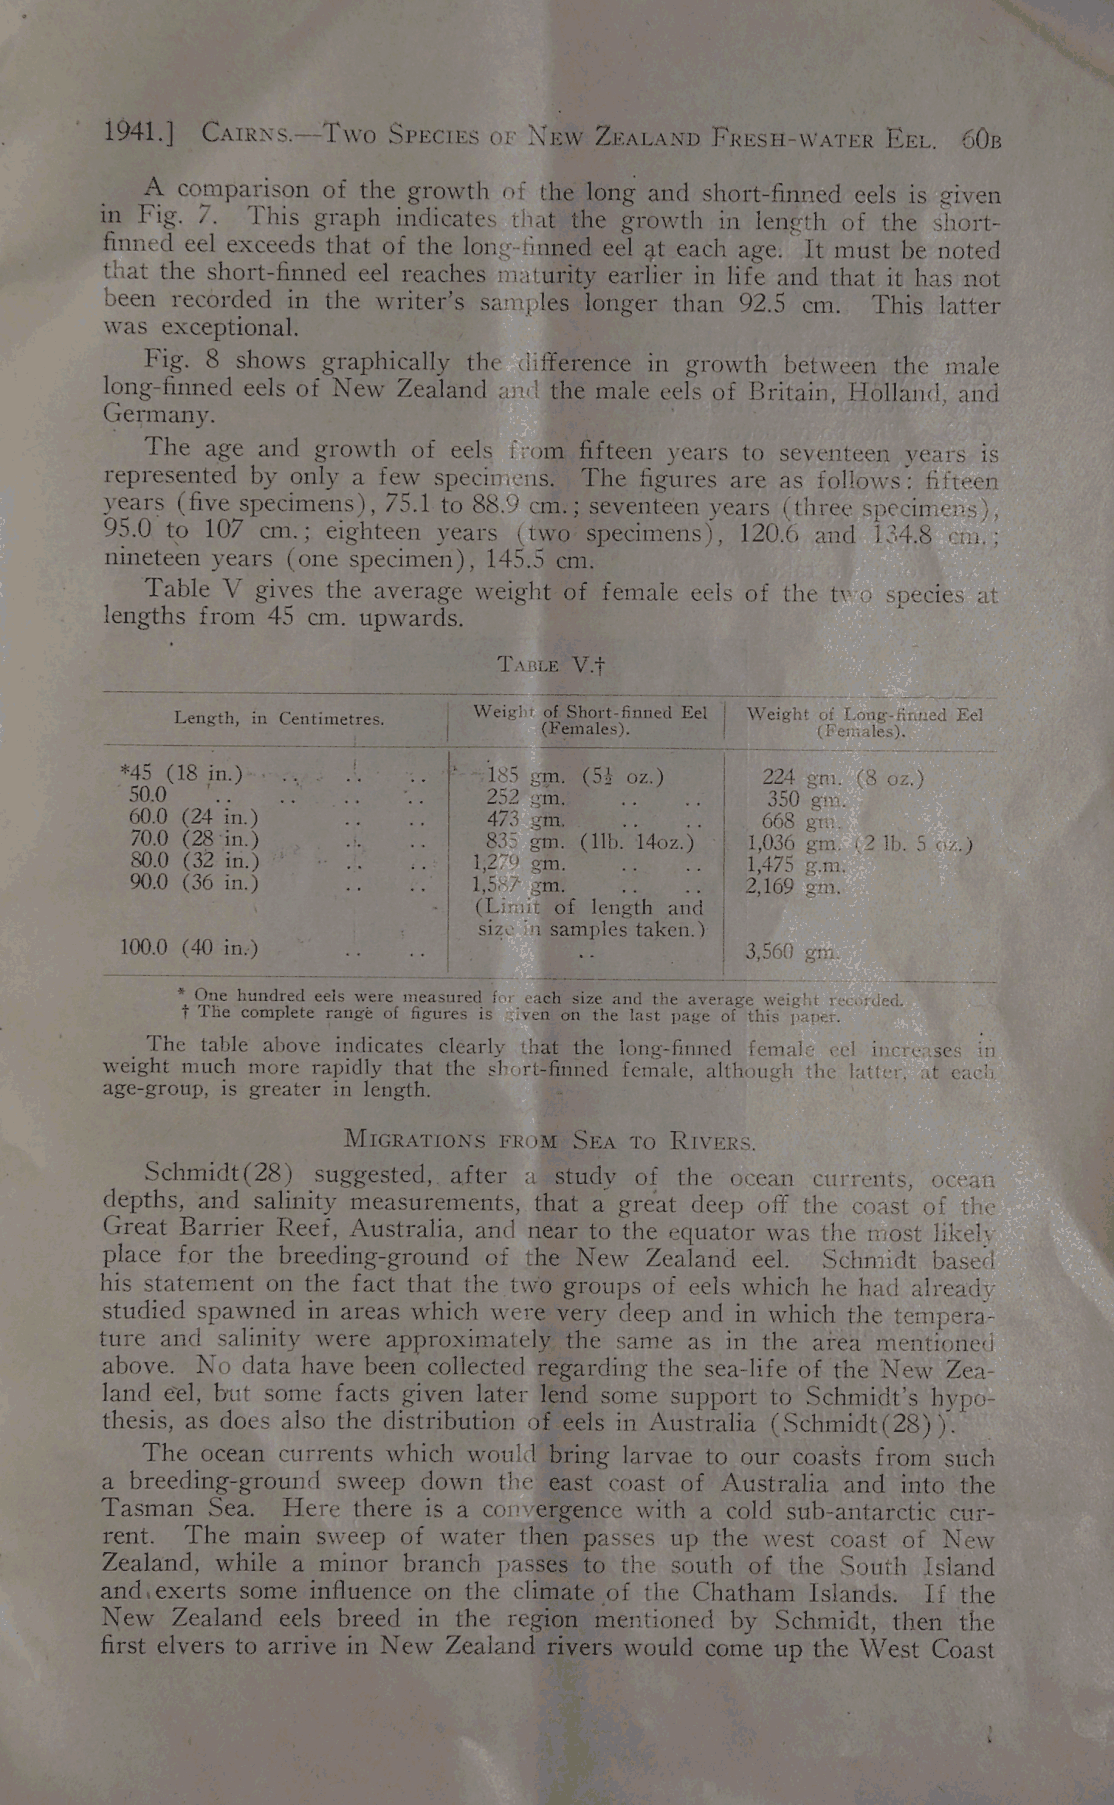 1941.] CAIRNS.—TWO SPECIES OF NEW ZEALAND FRESH-WATER EEL. 60B
A comparison of the growth of the long and short-finned eels is given
in Fig. 7. This graph indicates that the growth in length of the short-
finned eel exceeds that of the long-finned eel at each age. It must be noted
that the short-finned eel reaches maturity earlier in life and that it has not
been recorded in the writer's samples longer than 92.5 cm. This latter
was exceptional.
Fig. 8 shows graphically the difference in growth between the male
long-finned eels of New Zealand and the male eels of Britain, Holland, and
Germany.
The age and growth of eels from fifteen years to seventeen years is
represented by only a few specimens. The figures are as follows: fifteen
years (five specimens), 75.1 to 88.9 cm.; seventeen years (three specimens),
95.0 to 107 cm.; eighteen years (two specimens), 120.6 and 134.8 cm.;
nineteen years (one specimen), 145.5 cm.
Table V gives the average weight of female eels of the two species at
lengths from 45 cm. upwards.
TABLE V.†
Length, in Centimetres. Weight of Short-finned Eel (Females). Weight of Long-finned Eel (Females).
*45 (18 in.) .. .. .. 185 gm. (5½ oz.) 224 gm. (8 oz.)
50.0 .. .. .. .. 252 gm. .. .. 350 gm.
60.0 (24 in.) .. .. 473 gm. .. .. 668 gm.
70.0 (28 in.) .. .. 835 gm. (1lb. 14oz.) 1,036 gm. (2 lb. 5 oz.)
80.0 (32 in.) .. .. 1,279 gm. .. .. 1,475 g.m.
90.0 (36 in.) .. .. 1,587 gm. .. .. 2,169 gm.
(Limit of length and
size in samples taken.)
100.0 (40 in.) .. .. .. 3,560 gm.
* One hundred eels were measured for each size and the average weight recorded.
† The complete range of figures is given on the last page of this paper.
The table above indicates clearly that the long-finned female eel increases in
weight much more rapidly that the short-finned female, although the latter, at each
age-group, is greater in length.
MIGRATIONS FROM SEA TO RIVERS.
Schmidt(28) suggested, after a study of the ocean currents, ocean
depths, and salinity measurements, that a great deep off the coast of the
Great Barrier Reef, Australia, and near to the equator was the most likely
place for the breeding-ground of the New Zealand eel. Schmidt based
his statement on the fact that the two groups of eels which he had already
studied spawned in areas which were very deep and in which the tempera-
ture and salinity were approximately the same as in the area mentioned
above. No data have been collected regarding the sea-life of the New Zea-
land eel, but some facts given later lend some support to Schmidt's hypo-
thesis, as does also the distribution of eels in Australia (Schmidt(28)).
The ocean currents which would bring larvae to our coasts from such
a breeding-ground sweep down the east coast of Australia and into the
Tasman Sea. Here there is a convergence with a cold sub-antarctic cur-
rent. The main sweep of water then passes up the west coast of New
Zealand, while a minor branch passes to the south of the South Island
and exerts some influence on the climate of the Chatham Islands. If the
New Zealand eels breed in the region mentioned by Schmidt, then the
first elvers to arrive in New Zealand rivers would come up the West Coast